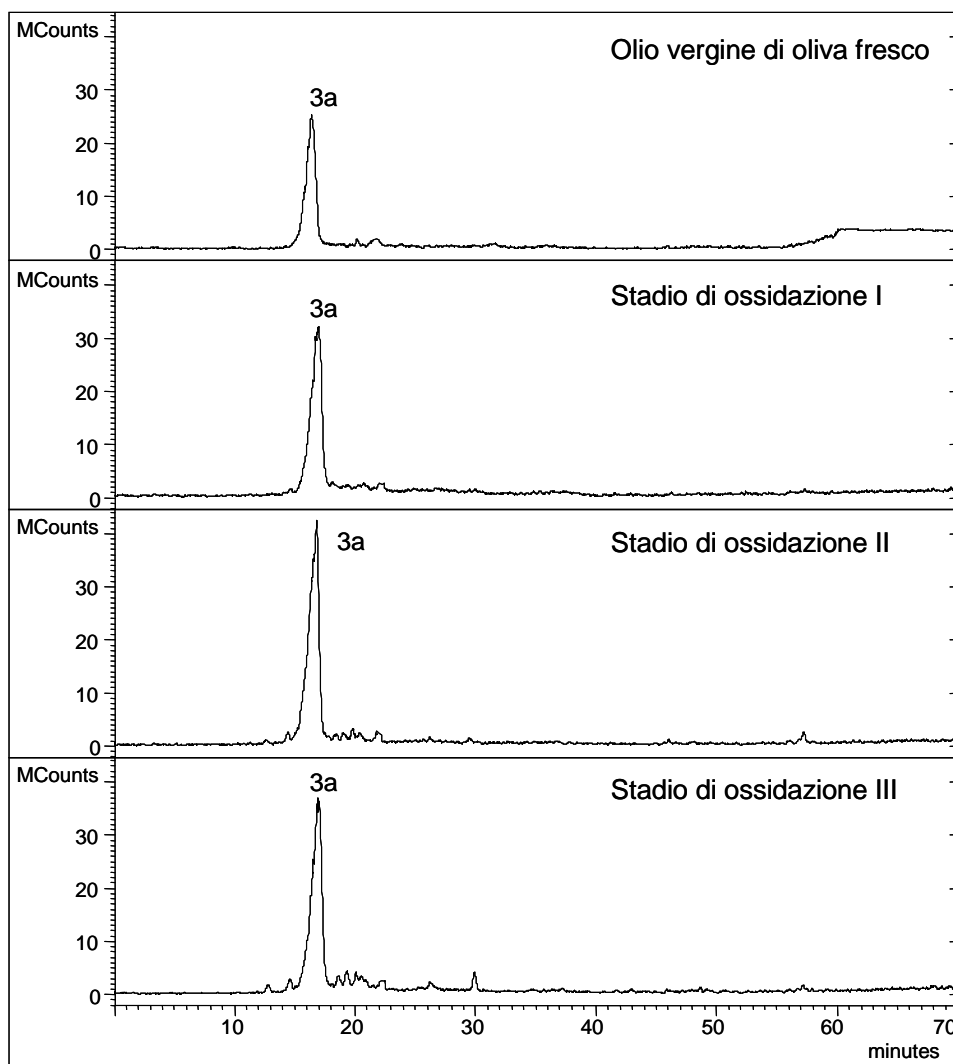 MCounts
Olio vergine di oliva fresco
3a
30
20
10
0
MCounts
Stadio di ossidazione I
3a
30
20
10
0
MCounts
Stadio di ossidazione II
3a
30
20
10
0
MCounts
Stadio di ossidazione III
3a
30
20
10
0
10 20 30 40 50 60 70
minutes